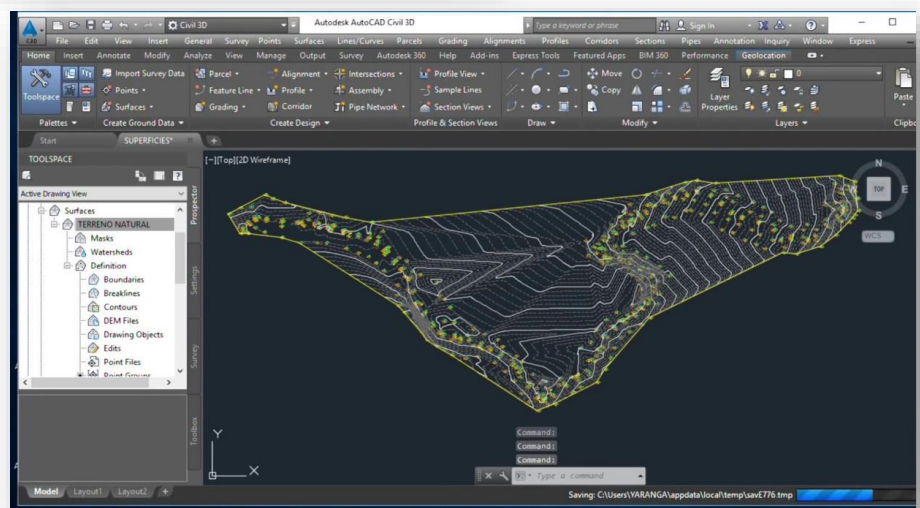 Civil 3D
Autodesk AutoCAD Civil 3D
Type a keyword or phrase
Sign In
File Edit View Insert General Survey Points Surfaces Lines/Curves Parcels Grading Alignments Profiles Corridors Sections Pipes Annotation Inquiry Window Express
Home Insert Annotate Modify Analyze View Manage Output Survey Autodesk 360 Help Add-ins Express Tools Featured Apps BIM 360 Performance Geolocation
Toolspace
Import Survey Data
Points
Surfaces
Parcel
Feature Line
Grading
Alignment
Profile
Corridor
Intersections
Assembly
Pipe Network
Profile View
Sample Lines
Section Views
Move
Copy
Layer
Properties
0
Paste
Palettes
Create Ground Data
Create Design
Profile & Section Views
Draw
Modify
Layers
Clipbo
Start
SUPERFICIES*
TOOLSPACE
[−][Top][2D Wireframe]
Active Drawing View
Surfaces
TERRENO NATURAL
Masks
Watersheds
Definition
Boundaries
Breaklines
Contours
DEM Files
Drawing Objects
Edits
Point Files
Point Groups
Prospector
Settings
Survey
Toolbox
N
TOP
E
S
WCS
Y
X
Command:
Command:
Command:
Type a command
Model Layout1 Layout2 +
Saving: C:\Users\YARANGA\appdata\local\temp\savE776.tmp